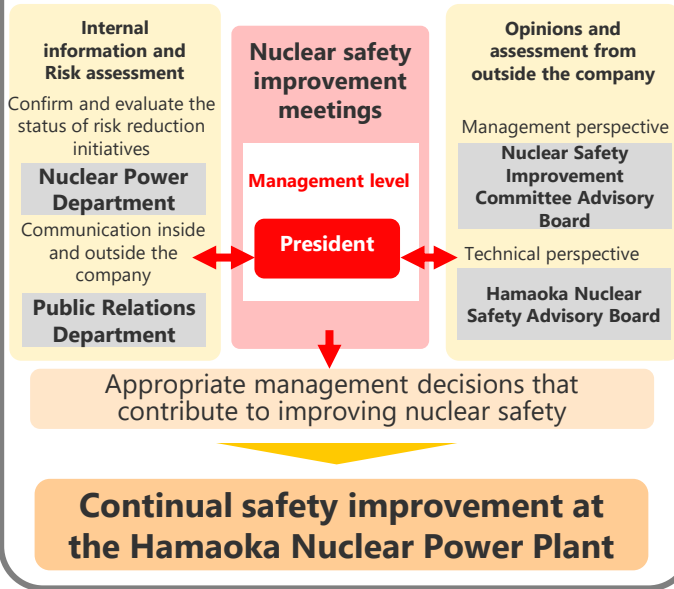 Internal
information and
Risk assessment
Confirm and evaluate the
status of risk reduction
initiatives
Nuclear Power
Department
Communication inside
and outside the
company
Public Relations
Department
Nuclear safety
improvement
meetings
Management level
President
Opinions and
assessment from
outside the company
Management perspective
Nuclear Safety
Improvement
Committee Advisory
Board
Technical perspective
Hamaoka Nuclear
Safety Advisory Board
Appropriate management decisions that
contribute to improving nuclear safety
Continual safety improvement at
the Hamaoka Nuclear Power Plant